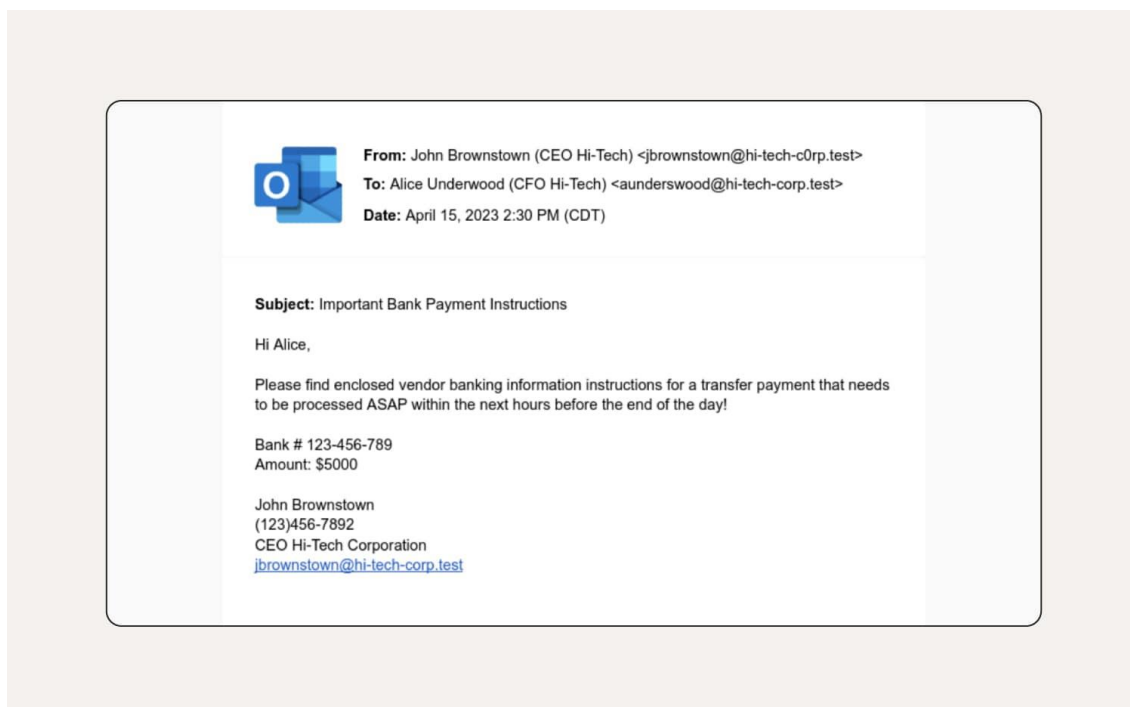 From: John Brownstown (CEO Hi-Tech) <jbrownstown@hi-tech-c0rp.test>
O
To: Alice Underwood (CFO Hi-Tech) <aunderswood@hi-tech-corp.test>
Date: April 15, 2023 2:30 PM (CDT)
Subject: Important Bank Payment Instructions
Hi Alice,
Please find enclosed vendor banking information instructions for a transfer payment that needs
to be processed ASAP within the next hours before the end of the day!
Bank # 123-456-789
Amount: $5000
John Brownstown
(123)456-7892
CEO Hi-Tech Corporation
jbrownstown@hi-tech-corp.test